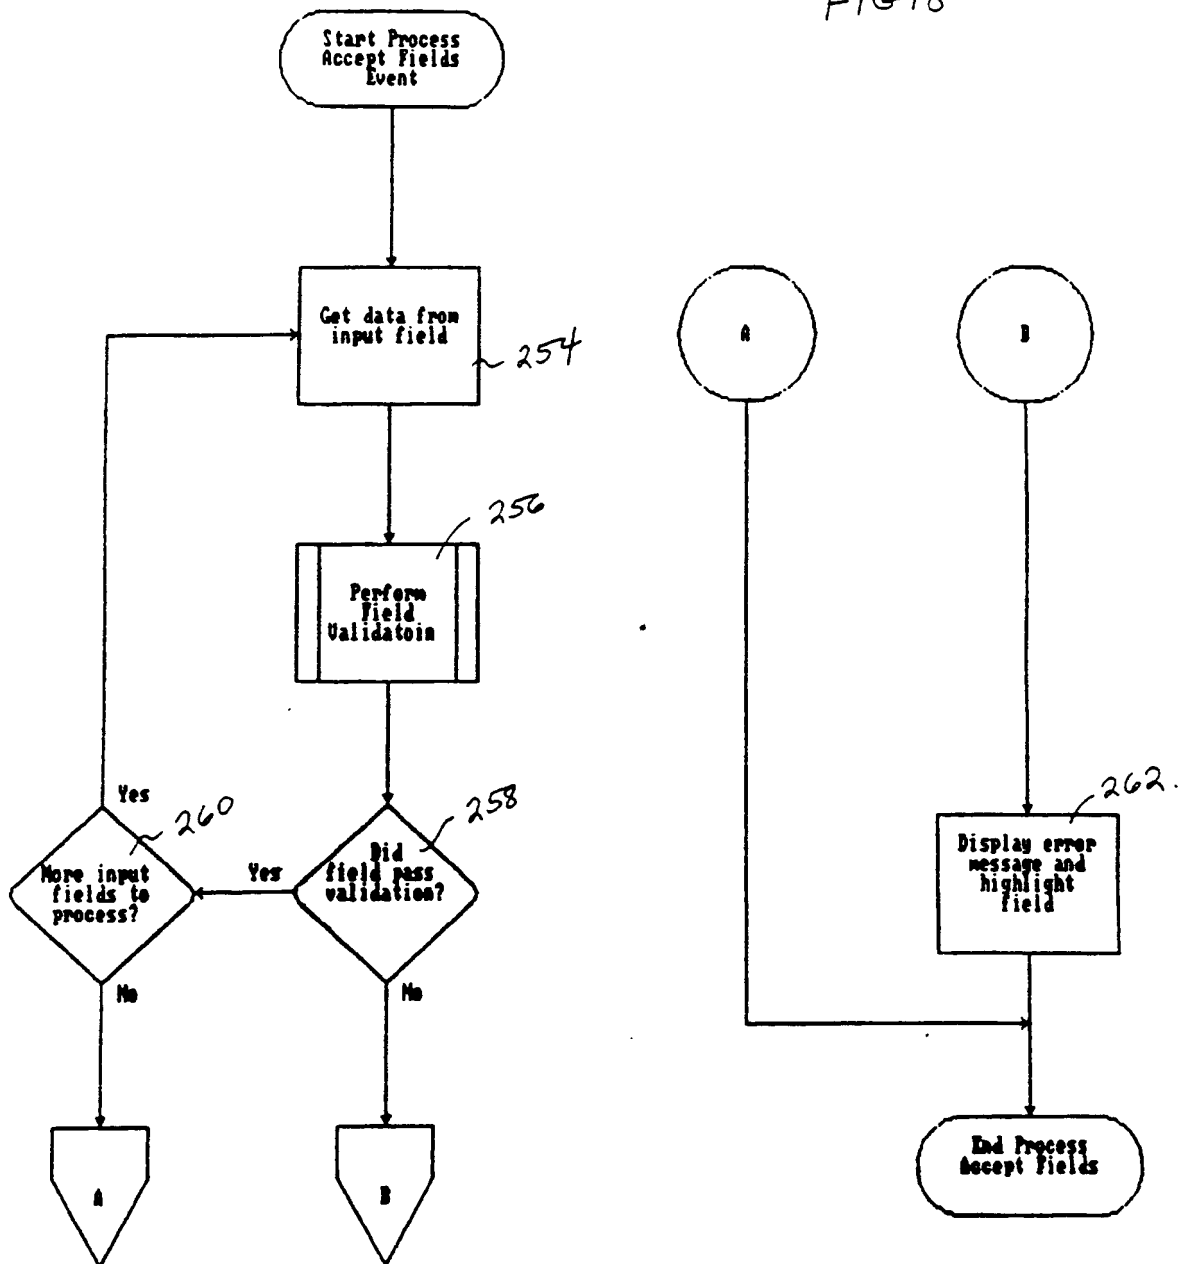 Start Process
Accept Fields
Event
Get data from
input field
254
A
B
256
Perform
Field
Validatoin
Yes
260
258
262.
More input
fields to
process?
Yes
Did
field pass
validation?
Display error
message and
highlight
field
No
No
A
B
End Process
Accept Fields